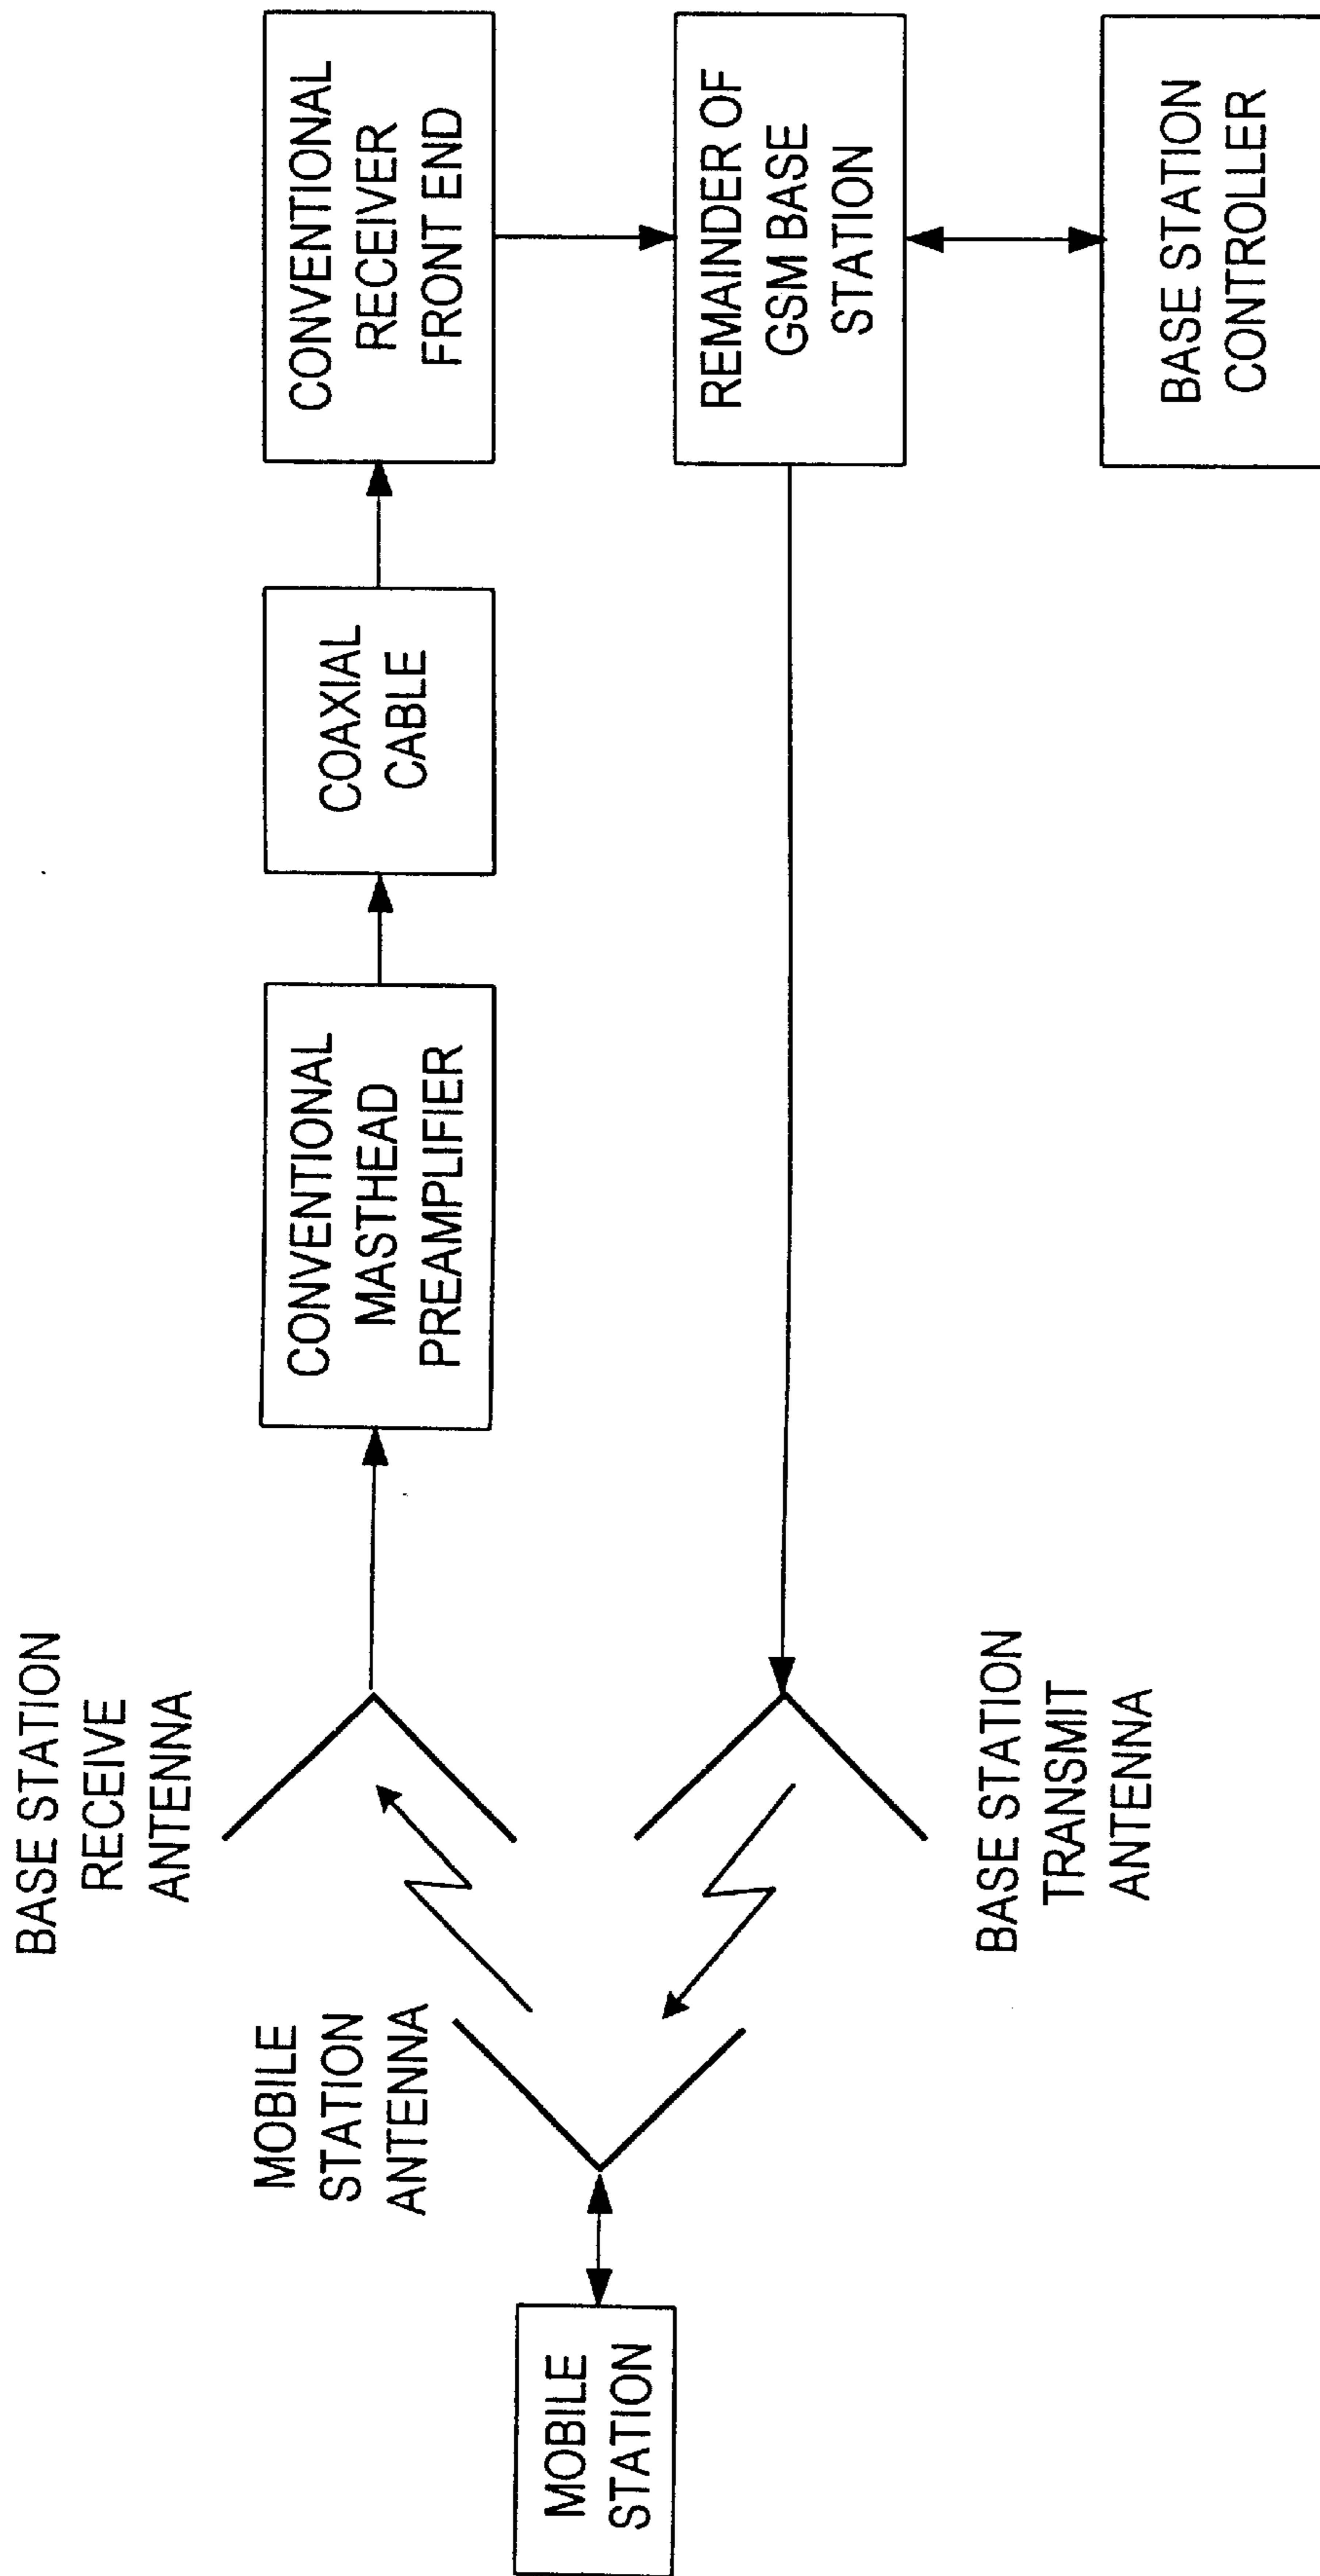 BASE STATION
RECEIVE
ANTENNA
MOBILE
STATION
ANTENNA
MOBILE
STATION
CONVENTIONAL
MASTHEAD
PREAMPLIFIER
COAXIAL
CABLE
CONVENTIONAL
RECEIVER
FRONT END
REMAINDER OF
GSM BASE
STATION
BASE STATION
TRANSMIT
ANTENNA
BASE STATION
CONTROLLER